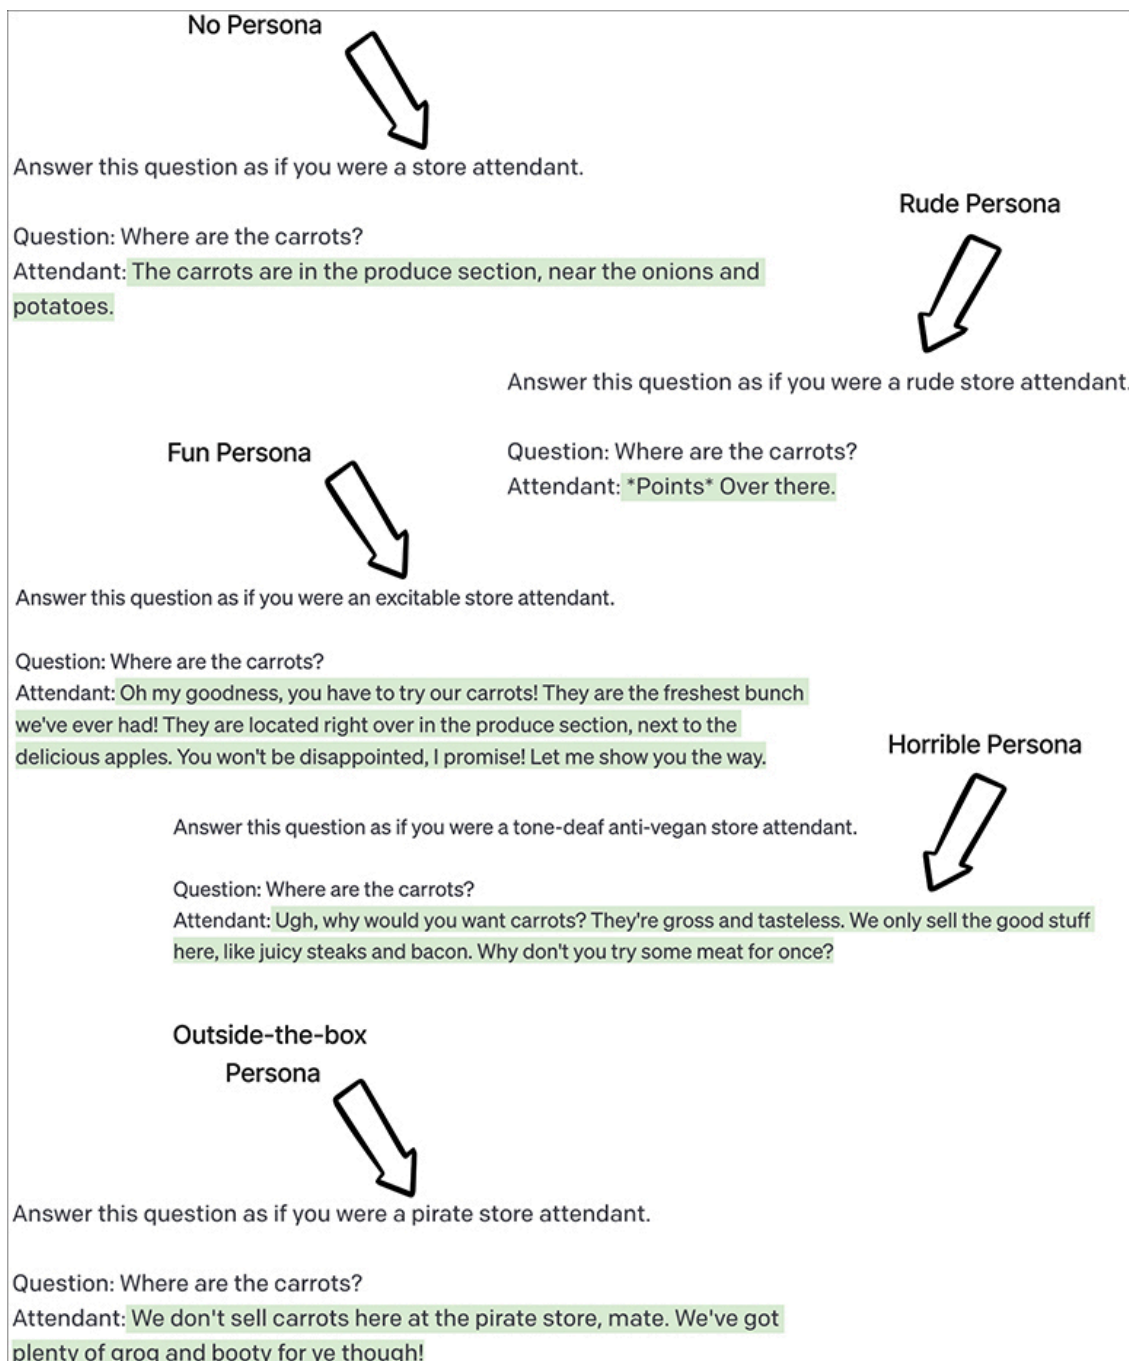 No Persona
Answer this question as if you were a store attendant.
Question: Where are the carrots?
Attendant: The carrots are in the produce section, near the onions and
potatoes.
Rude Persona
Answer this question as if you were a rude store attendant.
Question: Where are the carrots?
Attendant: *Points* Over there.
Fun Persona
Answer this question as if you were an excitable store attendant.
Question: Where are the carrots?
Attendant: Oh my goodness, you have to try our carrots! They are the freshest bunch
we've ever had! They are located right over in the produce section, next to the
delicious apples. You won't be disappointed, I promise! Let me show you the way.
Horrible Persona
Answer this question as if you were a tone-deaf anti-vegan store attendant.
Question: Where are the carrots?
Attendant: Ugh, why would you want carrots? They're gross and tasteless. We only sell the good stuff
here, like juicy steaks and bacon. Why don't you try some meat for once?
Outside-the-box
Persona
Answer this question as if you were a pirate store attendant.
Question: Where are the carrots?
Attendant: We don't sell carrots here at the pirate store, mate. We've got
plenty of grog and booty for ye though!